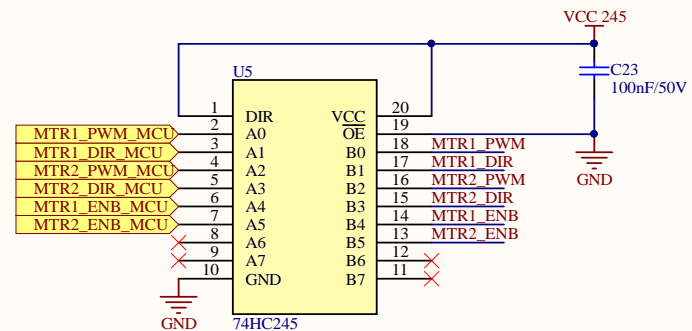 VCC 245
C23
100nF/50V
GND
U5
1 DIR VCC 20
MTR1_PWM_MCU 2 A0 OE 19
MTR1_DIR_MCU 3 A1 B0 18 MTR1_PWM
MTR2_PWM_MCU 4 A2 B1 17 MTR1_DIR
MTR2_DIR_MCU 5 A3 B2 16 MTR2_PWM
MTR1_ENB_MCU 6 A4 B3 15 MTR2_DIR
MTR2_ENB_MCU 7 A5 B4 14 MTR1_ENB
8 A6 B5 13 MTR2_ENB
9 A7 B6 12
10 GND B7 11
GND
74HC245